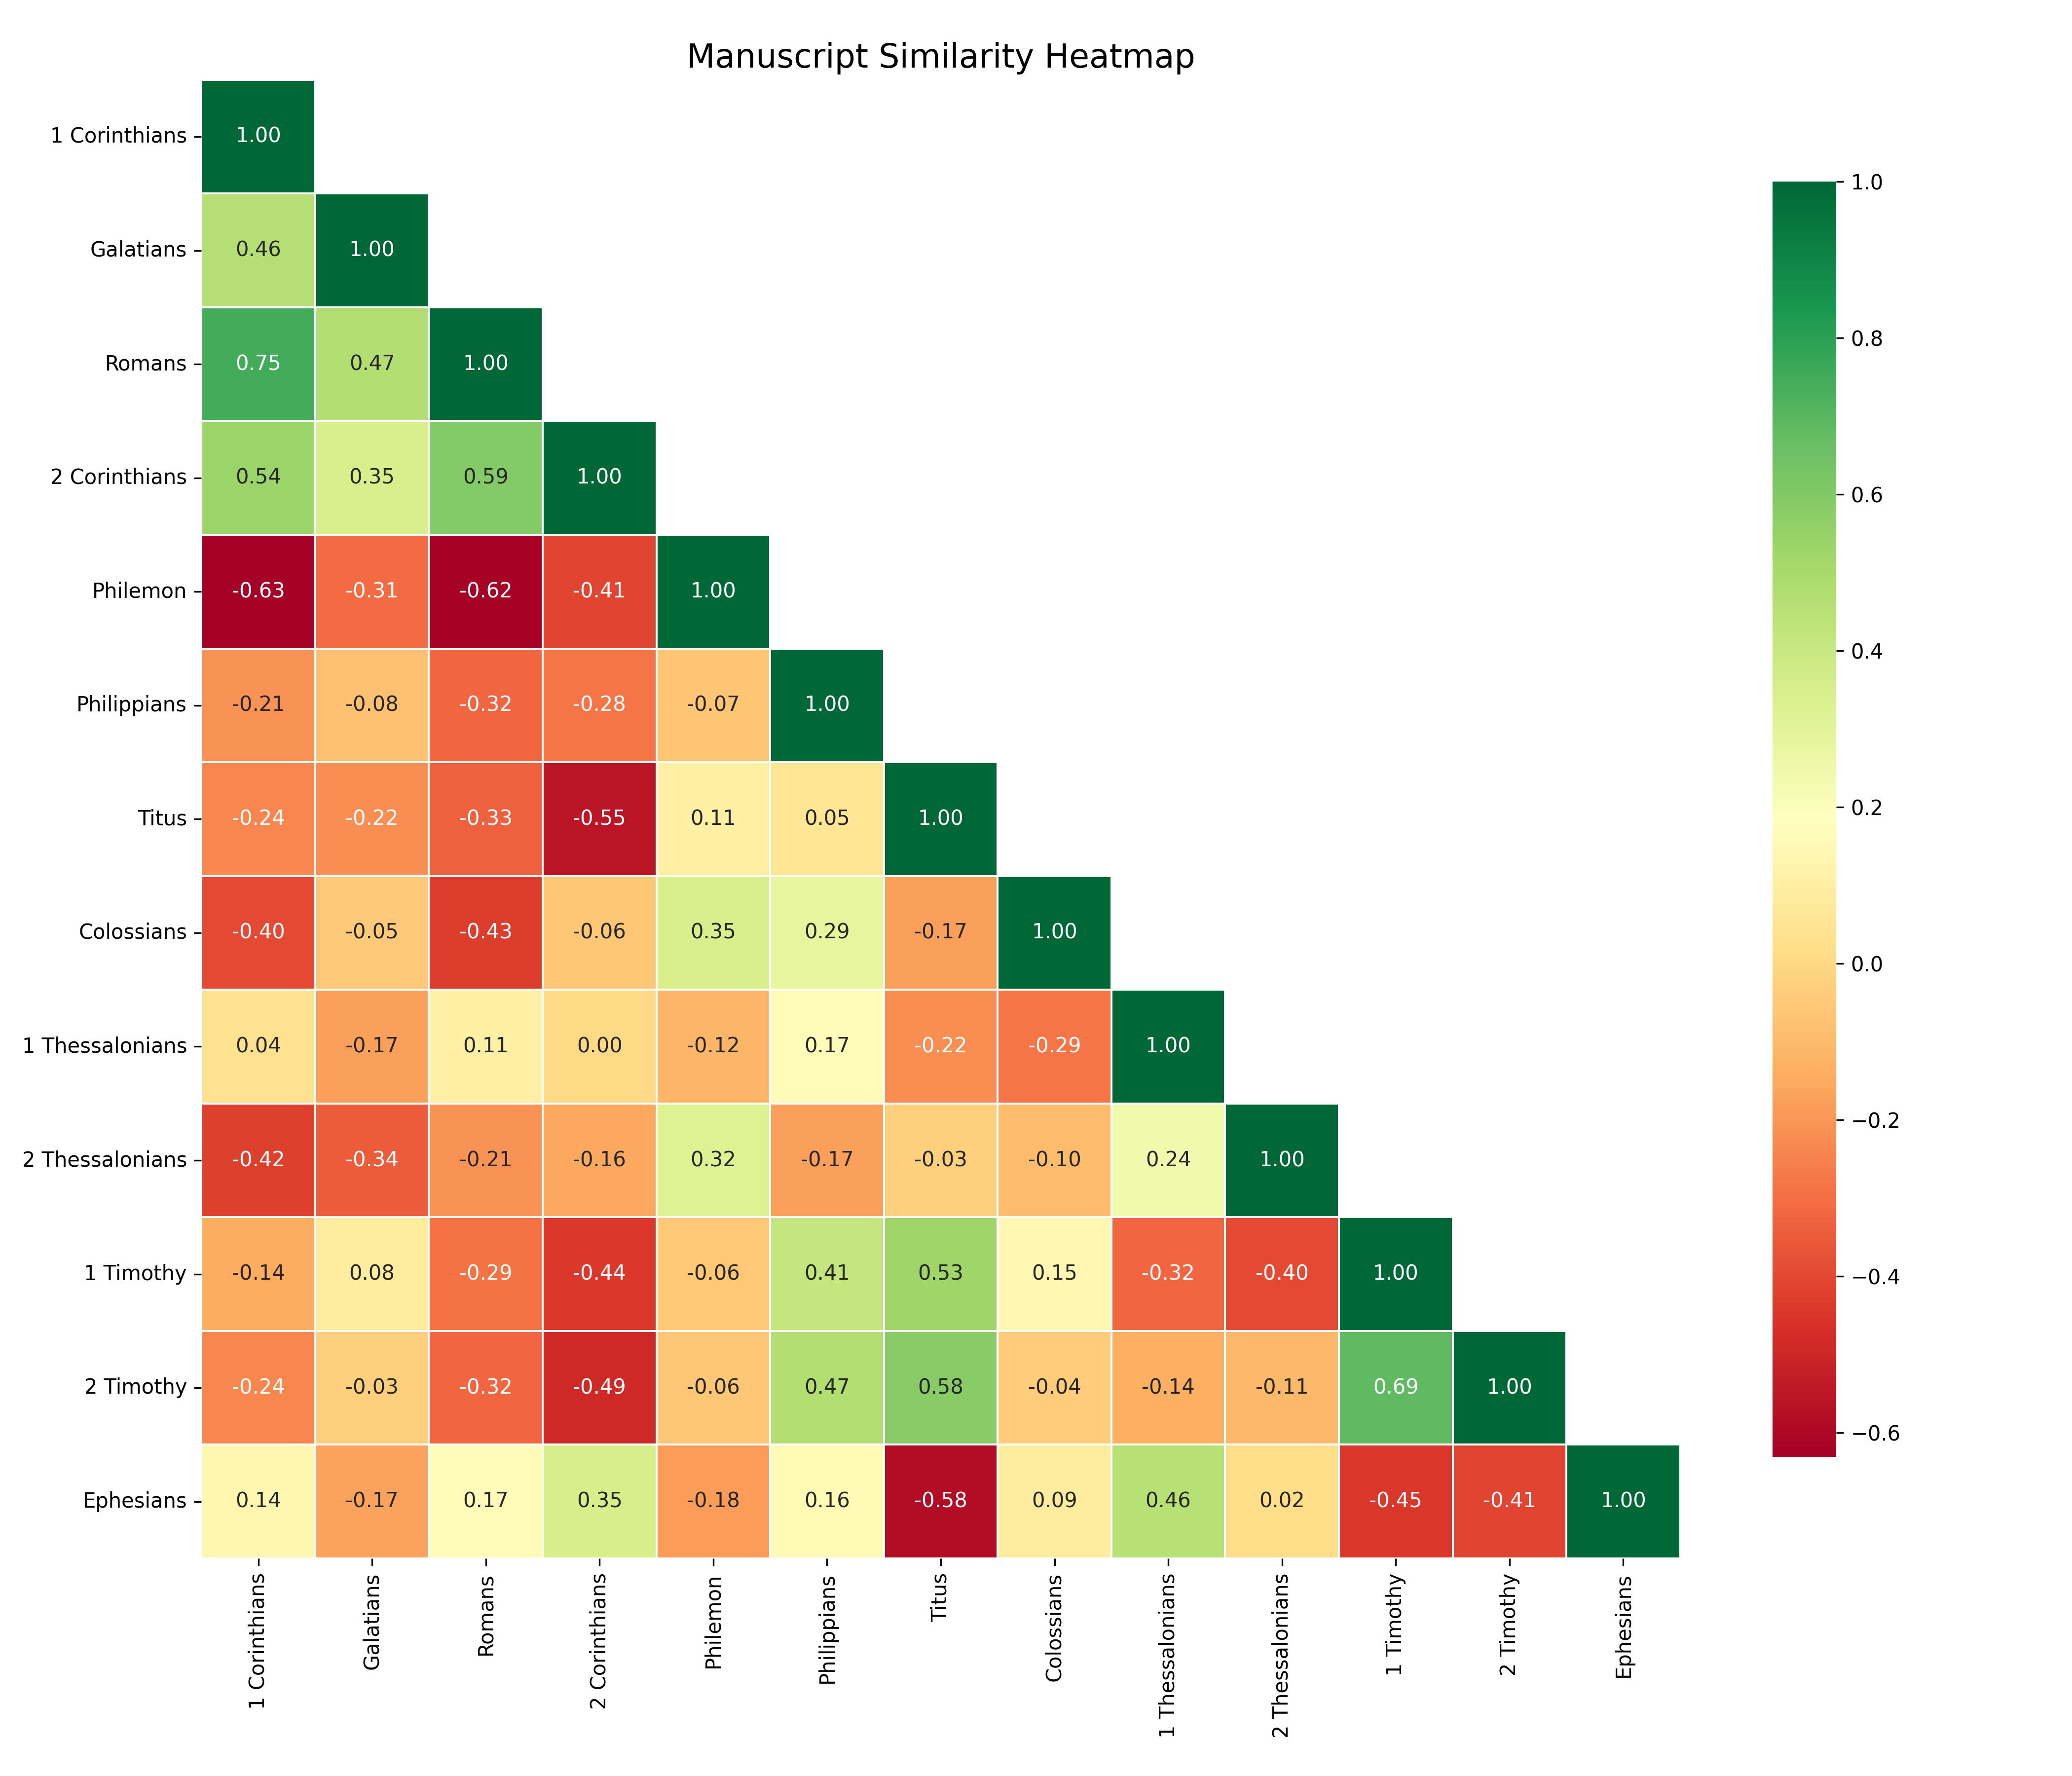 Manuscript Similarity Heatmap
1 Corinthians 1.00
Galatians 0.46 1.00
Romans 0.75 0.47 1.00
2 Corinthians 0.54 0.35 0.59 1.00
Philemon -0.63 -0.31 -0.62 -0.41 1.00
Philippians -0.21 -0.08 -0.32 -0.28 -0.07 1.00
Titus -0.24 -0.22 -0.33 -0.55 0.11 0.05 1.00
Colossians -0.40 -0.05 -0.43 -0.06 0.35 0.29 -0.17 1.00
1 Thessalonians 0.04 -0.17 0.11 0.00 -0.12 0.17 -0.22 -0.29 1.00
2 Thessalonians -0.42 -0.34 -0.21 -0.16 0.32 -0.17 -0.03 -0.10 0.24 1.00
1 Timothy -0.14 0.08 -0.29 -0.44 -0.06 0.41 0.53 0.15 -0.32 -0.40 1.00
2 Timothy -0.24 -0.03 -0.32 -0.49 -0.06 0.47 0.58 -0.04 -0.14 -0.11 0.69 1.00
Ephesians 0.14 -0.17 0.17 0.35 -0.18 0.16 -0.58 0.09 0.46 0.02 -0.45 -0.41 1.00
1 Corinthians
Galatians
Romans
2 Corinthians
Philemon
Philippians
Titus
Colossians
1 Thessalonians
2 Thessalonians
1 Timothy
2 Timothy
Ephesians
1.0
0.8
0.6
0.4
0.2
0.0
−0.2
−0.4
−0.6